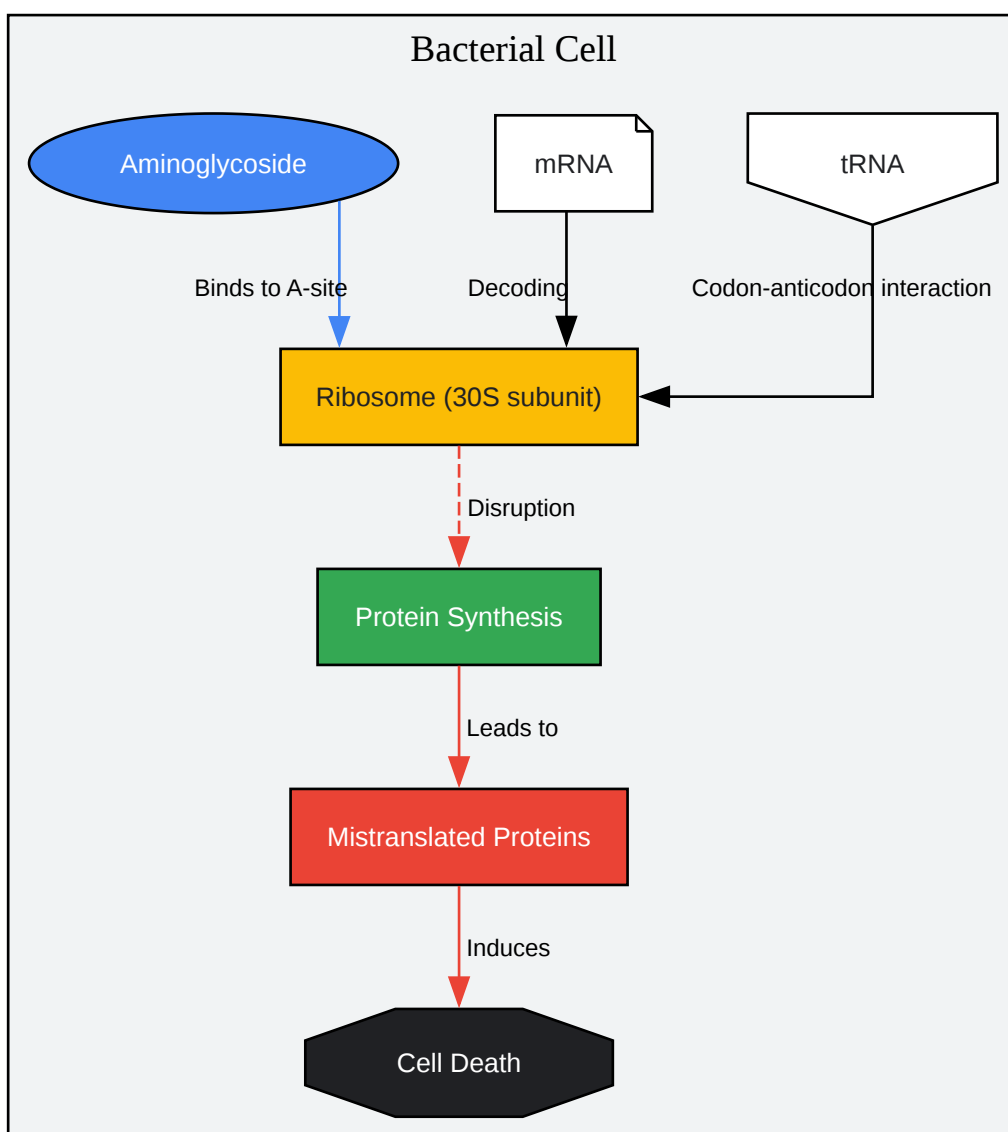 Bacterial Cell
Aminoglycoside
mRNA
tRNA
Binds to A-site
Decoding
Codon-anticodon interaction
Ribosome (30S subunit)
Disruption
Protein Synthesis
Leads to
Mistranslated Proteins
Induces
Cell Death